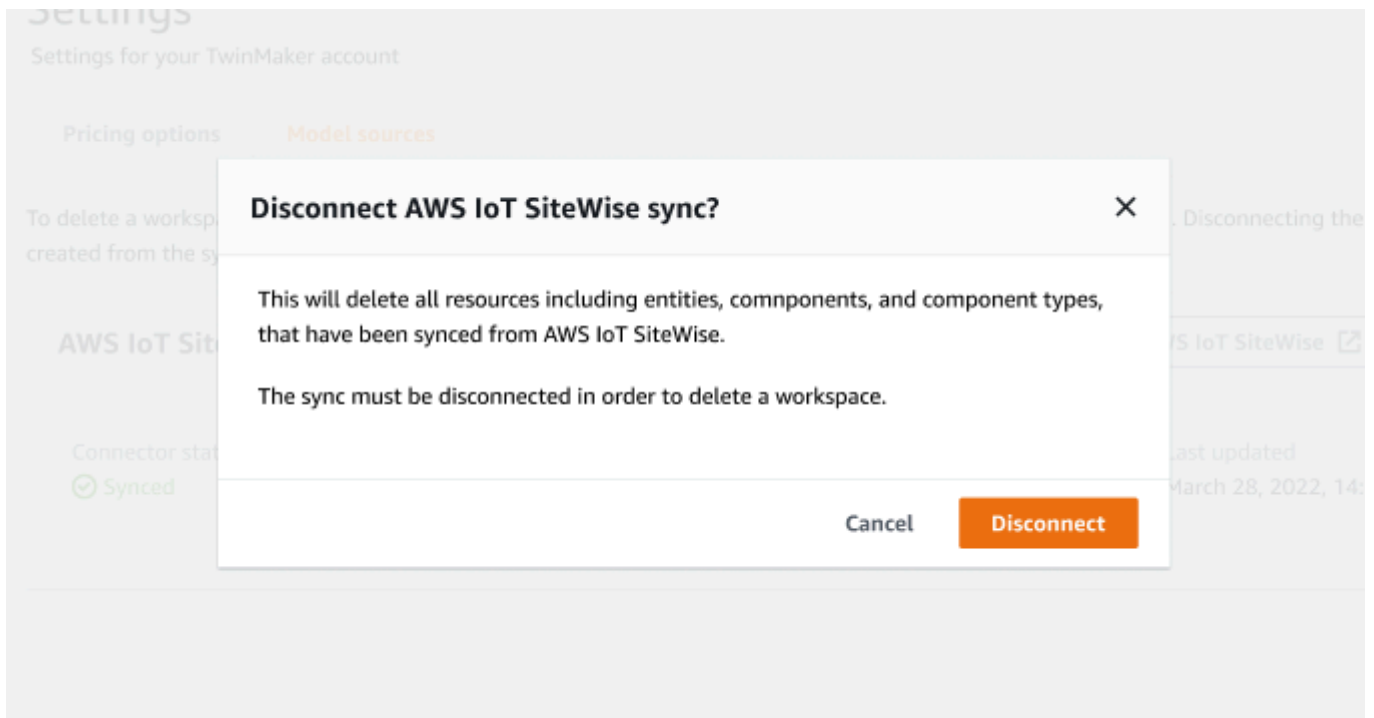 Settings
Settings for your TwinMaker account
Pricing options Model sources
To delete a worksp . Disconnecting the
created from the sy
Disconnect AWS IoT SiteWise sync?
This will delete all resources including entities, comnponents, and component types,
that have been synced from AWS IoT SiteWise.
The sync must be disconnected in order to delete a workspace.
Cancel Disconnect
AWS IoT Sit S IoT SiteWise
Connector stat Last updated
Synced March 28, 2022, 14: